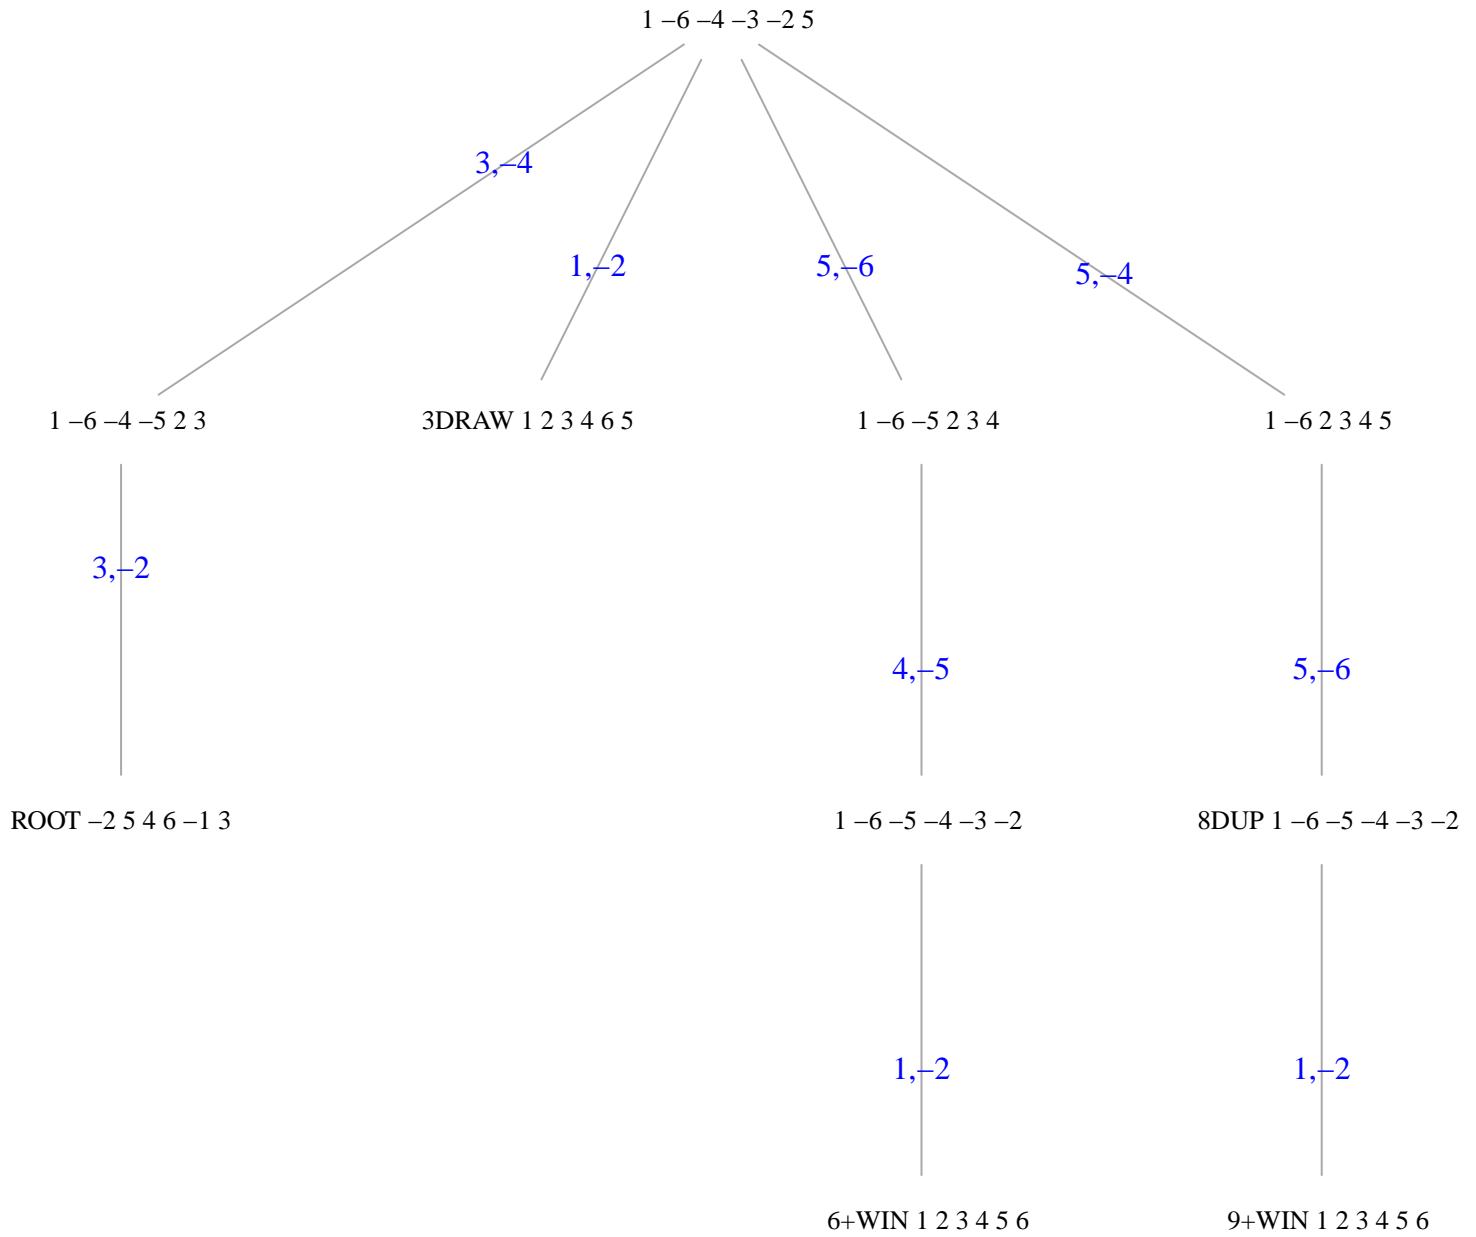 1 –6 –4 –3 –2 5
3,–4
1,–2
5,–6
5,–4
1 –6 –4 –5 2 3
3DRAW 1 2 3 4 6 5
1 –6 –5 2 3 4
1 –6 2 3 4 5
3,–2
4,–5
5,–6
ROOT –2 5 4 6 –1 3
1 –6 –5 –4 –3 –2
8DUP 1 –6 –5 –4 –3 –2
1,–2
1,–2
6+WIN 1 2 3 4 5 6
9+WIN 1 2 3 4 5 6